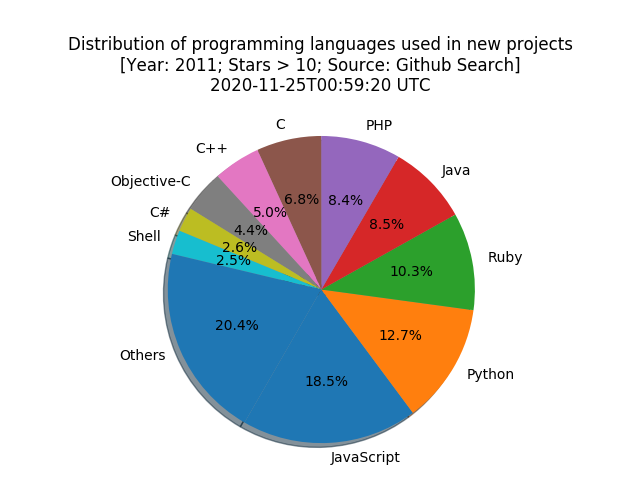 Distribution of programming languages used in new projects
[Year: 2011; Stars > 10; Source: Github Search]
2020-11-25T00:59:20 UTC
C
PHP
C++
Java
Objective-C
C#
Shell
Ruby
Others
Python
JavaScript
6.8%
8.4%
5.0%
8.5%
4.4%
2.6%
2.5%
10.3%
20.4%
12.7%
18.5%